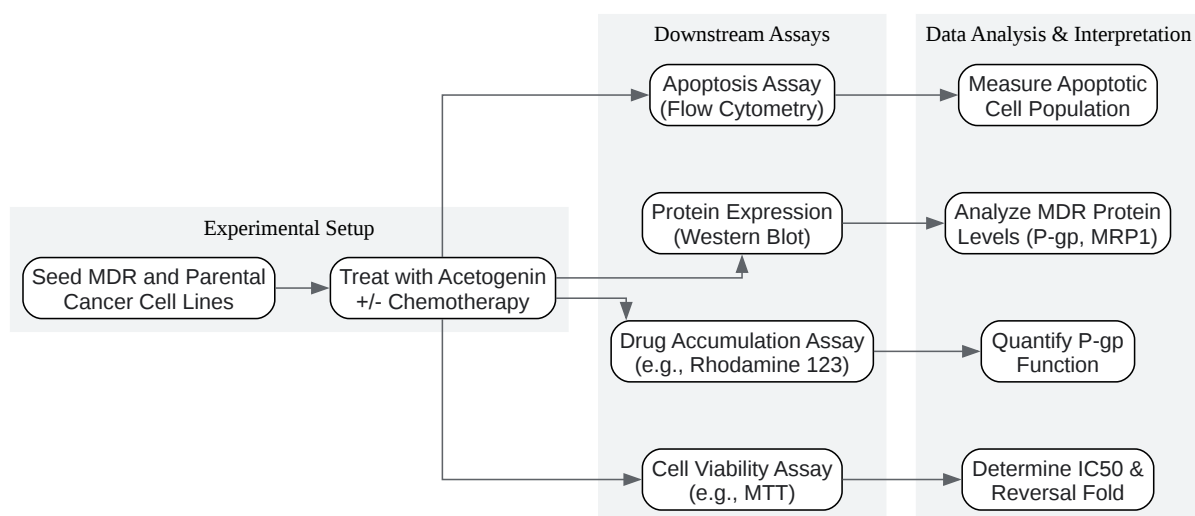 Experimental Setup
Seed MDR and Parental
Cancer Cell Lines
Treat with Acetogenin
+/- Chemotherapy
Downstream Assays
Apoptosis Assay
(Flow Cytometry)
Protein Expression
(Western Blot)
Drug Accumulation Assay
(e.g., Rhodamine 123)
Cell Viability Assay
(e.g., MTT)
Data Analysis & Interpretation
Measure Apoptotic
Cell Population
Analyze MDR Protein
Levels (P-gp, MRP1)
Quantify P-gp
Function
Determine IC50 &
Reversal Fold